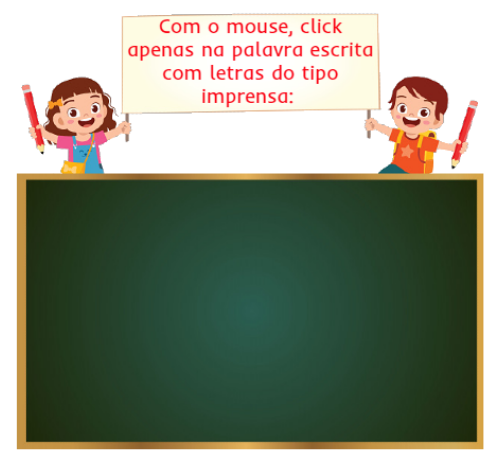 Com o mouse, click
apenas na palavra escrita
com letras do tipo
imprensa: